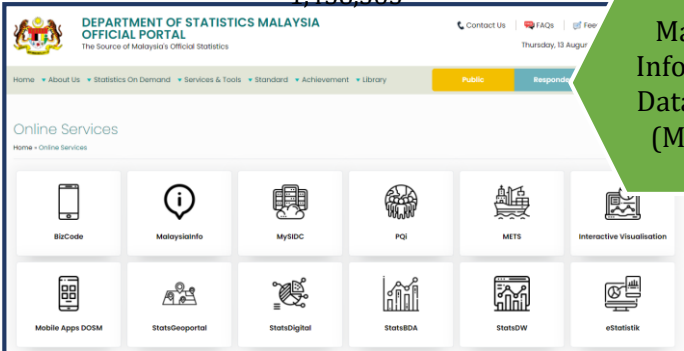 DEPARTMENT OF STATISTICS MALAYSIA
OFFICIAL PORTAL
The Source of Malaysia's Official Statistics
Contact Us FAQs
Thursday, 13
Home About Us Statistics On Demand Services & Tools Standard Achievement Library
Public
Online Services
Home » Online Services
BizCode MalaysiaInfo MySIDC PQi METS Interactive Visualisation
Mobile Apps DOSM StatsGeoportal StatsDigital StatsBDA StatsDW eStatistik